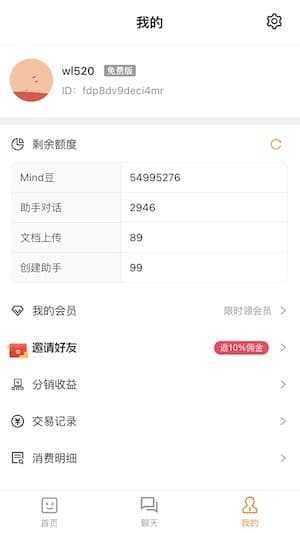 我的
wl520 免费版
ID: fdp8dv9deci4mr
剩余额度
Mind豆 54995276
助手对话 2946
文档上传 89
创建助手 99
我的会员 限时领会员
邀请好友 返10%佣金
分销收益
交易记录
消费明细
首页 聊天 我的